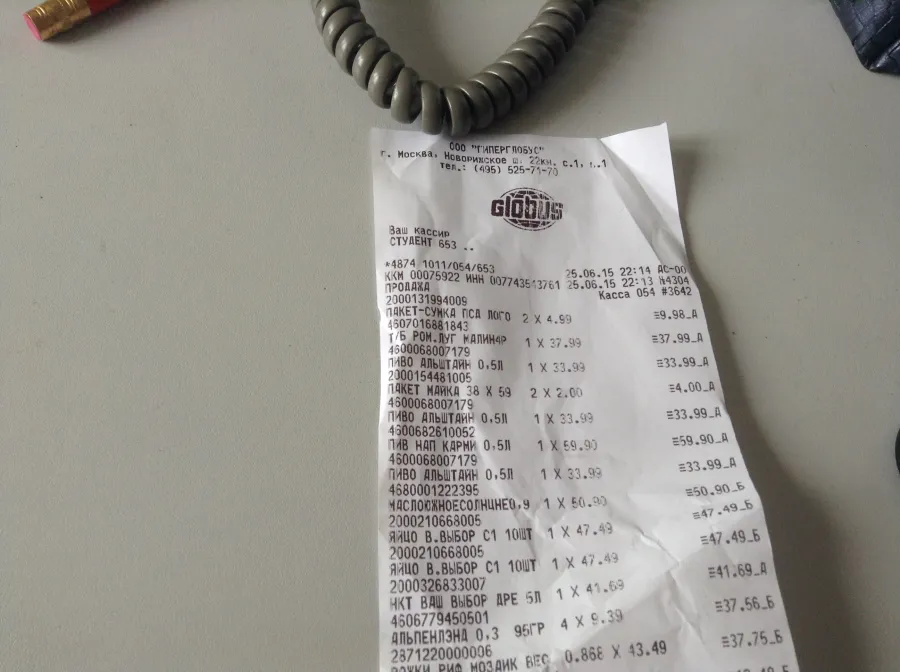 ООО "ГИПЕРГЛОБУС"
г. Москва, Новорижское ш. 22км. с.1, .1
тел.: (495) 525-71-70
GLOBUS
Ваш кассир
СТУДЕНТ 653 ..
*4874 1011/054/653 25.06.15 22:14 АС-00
ККМ 00075922 ИНН 007743543761 25.06.15 22:13 №4304
ПРОДАЖА Касса 054 #3642
2000131994009
ПАКЕТ-СУМКА ПСД ЛОГО 2 X 4.99 ≡9.98_А
4607016881843
Т/Б РОМ.ЛУГ МАЛИН4Р 1 X 37.99 ≡37.99_А
4600068007179
ПИВО АЛЬШТАЙН 0,5Л 1 X 33.99 ≡33.99_А
2000154481005
ПАКЕТ МАЙКА 38 X 59 2 X 2.00 ≡4.00_А
4600068007179
ПИВО АЛЬШТАЙН 0,5Л 1 X 33.99 ≡33.99_А
4600682610052
ПИВ НАП КАРМИ 0,5Л 1 X 59.90 ≡59.90_А
4600068007179
ПИВО АЛЬШТАЙН 0,5Л 1 X 33.99 ≡33.99_А
4680001222395
МАСЛОЮЖНОЕСОЛНЦНЕ0,9 1 X 50.90 ≡50.90_Б
2000210668005
ЯЙЦО В.ВЫБОР С1 10ШТ 1 X 47.49 ≡47.49_Б
2000210668005
ЯЙЦО В.ВЫБОР С1 10ШТ 1 X 47.49 ≡47.49_Б
2000326833007
НКТ ВАШ ВЫБОР ДРЕ 5Л 1 X 41.69 ≡41.69_А
4606779450501
АЛЬПЕНЛЭНД 0,3 95ГР 4 X 9.39 ≡37.56_Б
2871220000006
РОЖКИ РИФ МОЗАИК ВЕС 0.868 X 43.49 ≡37.75_Б